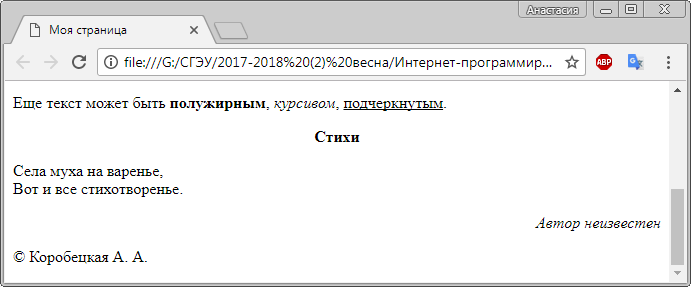 Анастасия
Моя страница
file:///G:/СГЭУ/2017-2018%20(2)%20весна/Интернет-программир...
ABP
Еще текст может быть полужирным, курсивом, подчеркнутым.
Стихи
Села муха на варенье,
Вот и все стихотворенье.
Автор неизвестен
© Коробецкая А. А.